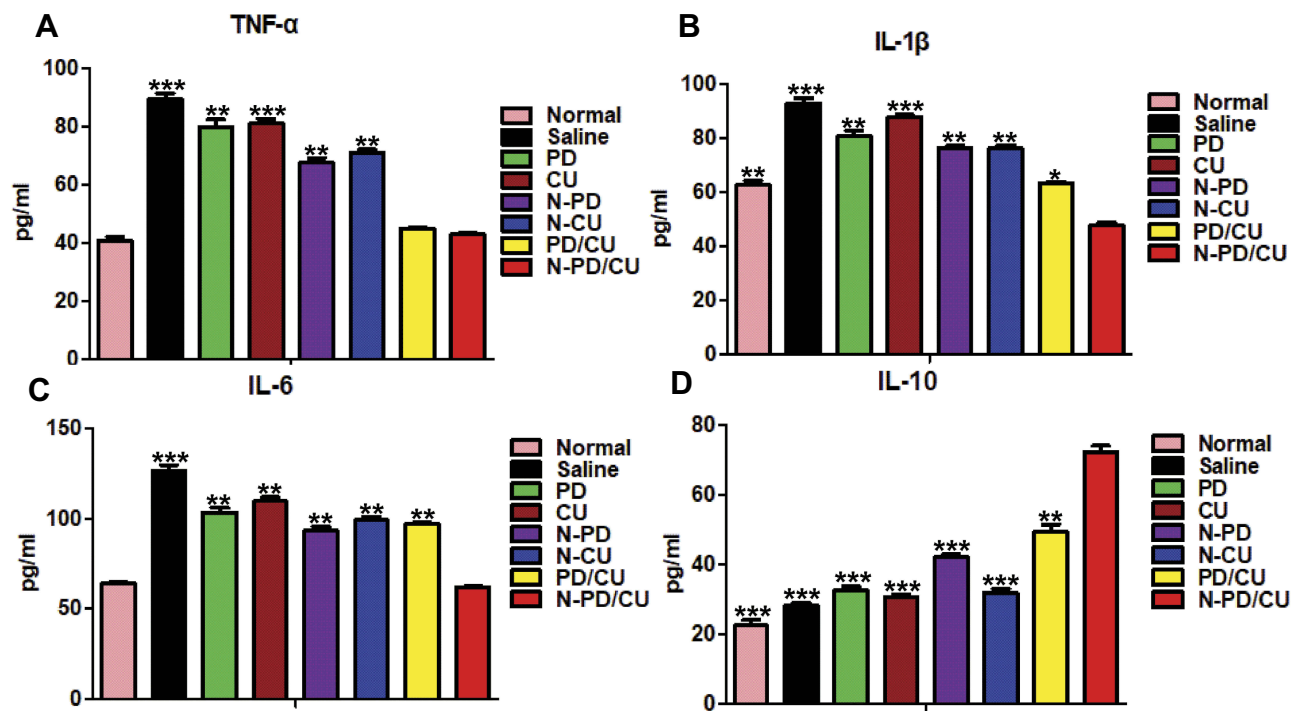 A
TNF-α
100
80
60
40
20
0
pg/ml
***
**
***
**
**
Normal
Saline
PD
CU
N-PD
N-CU
PD/CU
N-PD/CU
B
IL-1β
100
80
60
40
20
0
pg/ml
**
***
**
***
**
**
*
Normal
Saline
PD
CU
N-PD
N-CU
PD/CU
N-PD/CU
C
IL-6
150
100
50
0
pg/ml
***
**
**
**
**
**
Normal
Saline
PD
CU
N-PD
N-CU
PD/CU
N-PD/CU
D
IL-10
80
60
40
20
0
pg/ml
***
***
***
***
***
***
**
Normal
Saline
PD
CU
N-PD
N-CU
PD/CU
N-PD/CU